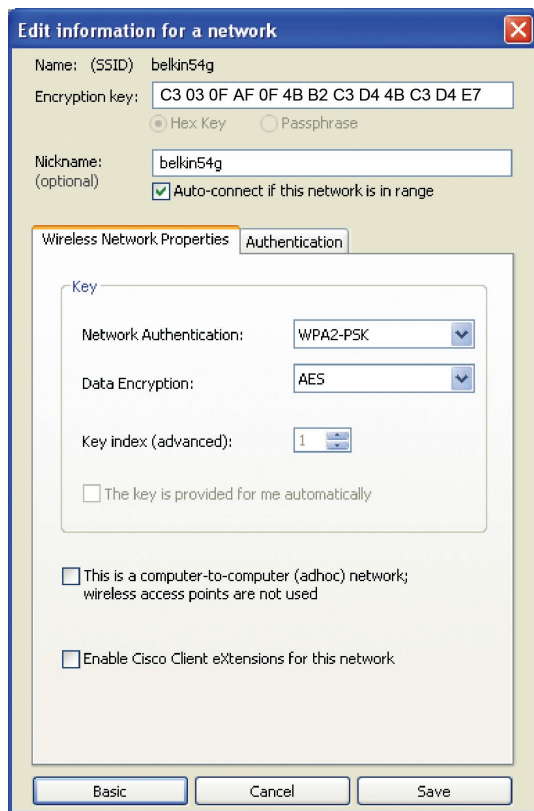 Edit information for a network
Name: (SSID) belkin54g
Encryption key: C3 03 0F AF 0F 4B B2 C3 D4 4B C3 D4 E7
Hex Key Passphrase
Nickname: belkin54g
(optional)
Auto-connect if this network is in range
Wireless Network Properties Authentication
Key
Network Authentication: WPA2-PSK
Data Encryption: AES
Key index (advanced): 1
The key is provided for me automatically
This is a computer-to-computer (adhoc) network;
wireless access points are not used
Enable Cisco Client eXtensions for this network
Basic Cancel Save